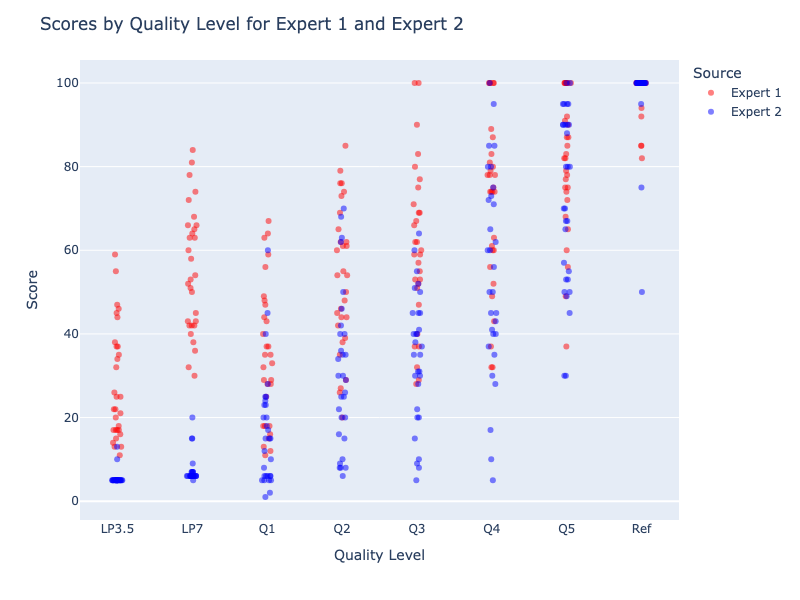 Scores by Quality Level for Expert 1 and Expert 2
Source
Expert 1
Expert 2
100
80
60
40
20
0
Score
LP3.5 LP7 Q1 Q2 Q3 Q4 Q5 Ref
Quality Level